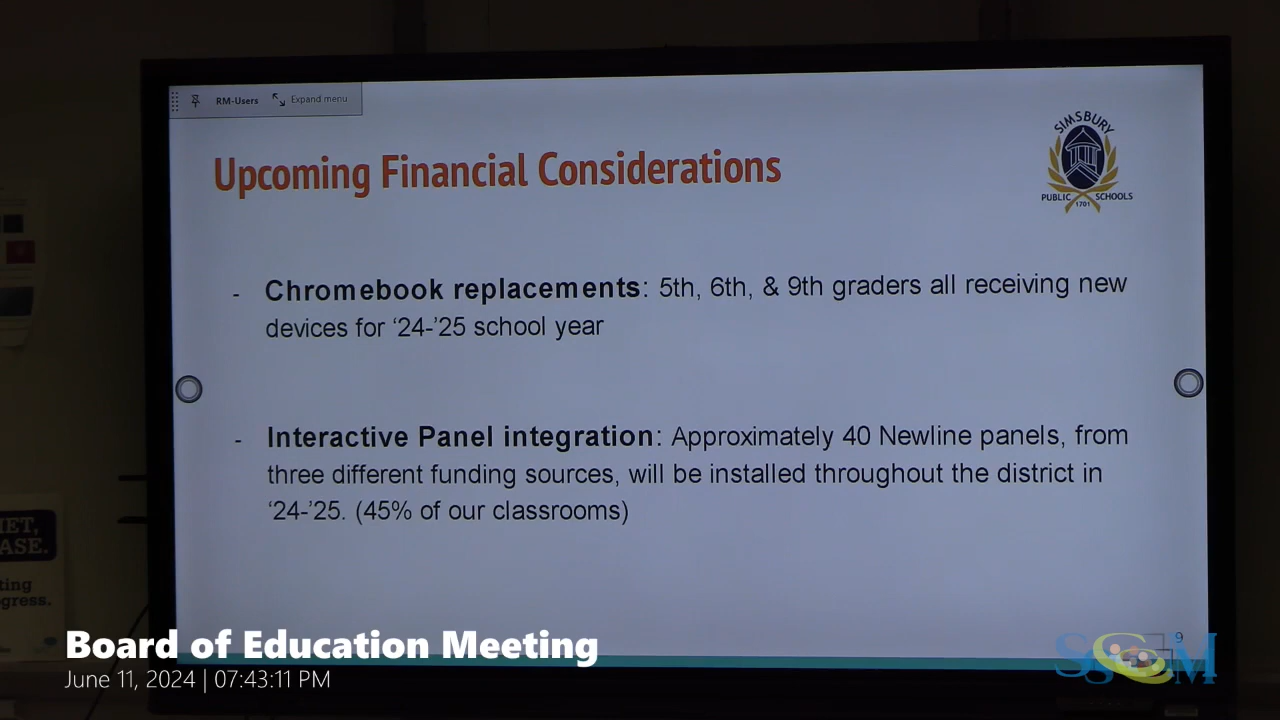 RM-Users
Expand menu
SIMSBURY
PUBLIC SCHOOLS
1701
Upcoming Financial Considerations
- Chromebook replacements: 5th, 6th, & 9th graders all receiving new
devices for ‘24-’25 school year
- Interactive Panel integration: Approximately 40 Newline panels, from
three different funding sources, will be installed throughout the district in
‘24-’25. (45% of our classrooms)
9
ASE.
Board of Education Meeting
June 11, 2024 | 07:43:11 PM